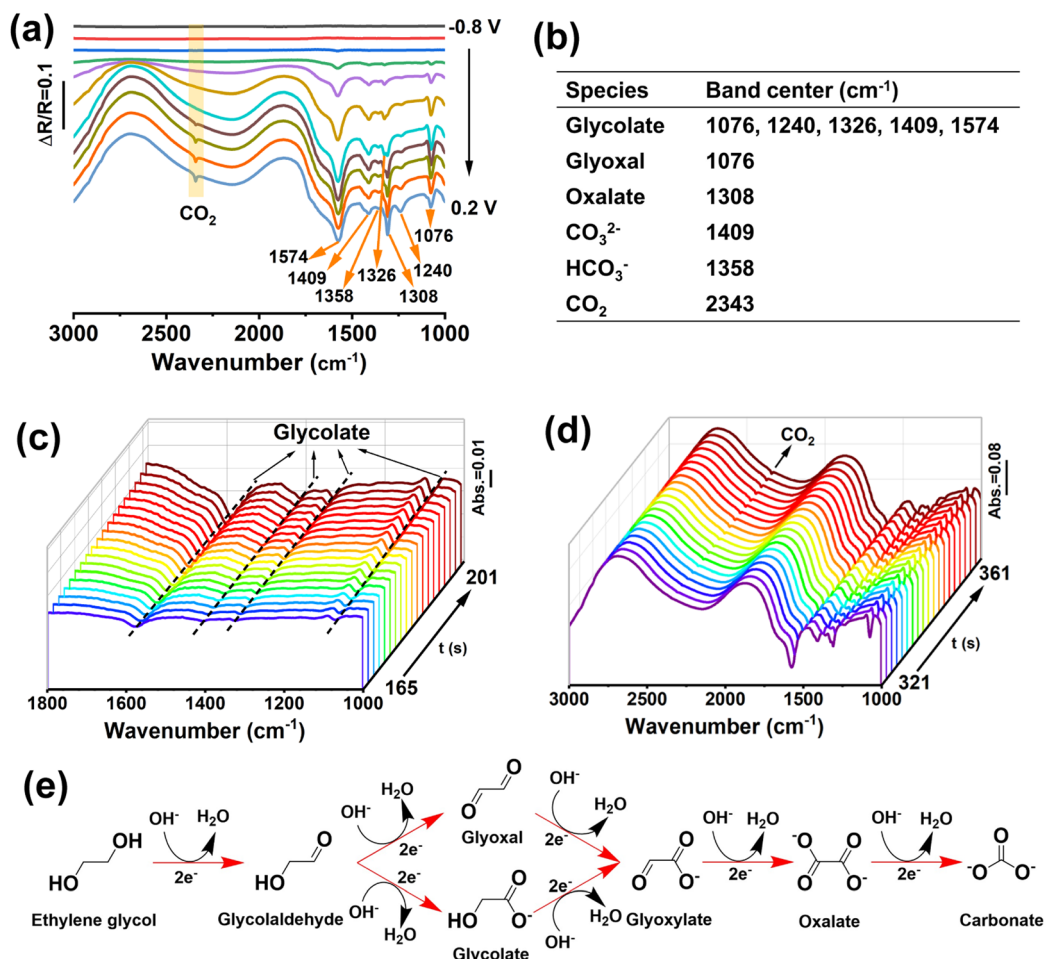 (a)
-0.8 V
ΔR/R=0.1
CO₂
0.2 V
1574
1409
1358
1326
1308
1240
1076
3000 2500 2000 1500 1000
Wavenumber (cm⁻¹)
(b)
Species Band center (cm⁻¹)
Glycolate 1076, 1240, 1326, 1409, 1574
Glyoxal 1076
Oxalate 1308
CO₃²⁻ 1409
HCO₃⁻ 1358
CO₂ 2343
(c)
Glycolate
Abs.=0.01
201
t (s)
165
1800 1600 1400 1200 1000
Wavenumber (cm⁻¹)
(d)
CO₂
Abs.=0.08
361
t (s)
321
3000 2500 2000 1500 1000
Wavenumber (cm⁻¹)
(e)
OH
HO
Ethylene glycol
OH⁻ H₂O
2e⁻
O
HO
Glycolaldehyde
OH⁻ H₂O
2e⁻
O
O
Glyoxal
OH⁻ H₂O
2e⁻
2e⁻
OH⁻ H₂O
O
HO O⁻
Glycolate
2e⁻
OH⁻ H₂O
O
O O⁻
Glyoxylate
OH⁻ H₂O
2e⁻
⁻O O
O O⁻
Oxalate
OH⁻ H₂O
2e⁻
O
⁻O O⁻
Carbonate